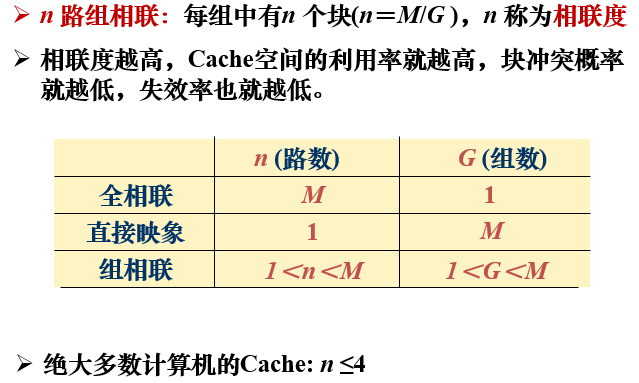 ➢ n 路组相联：每组中有n 个块(n＝M/G )，n 称为相联度
➢ 相联度越高，Cache空间的利用率就越高，块冲突概率
就越低，失效率也就越低。
n (路数) G (组数)
全相联 M 1
直接映象 1 M
组相联 1＜n＜M 1＜G＜M
➢ 绝大多数计算机的Cache: n ≤4